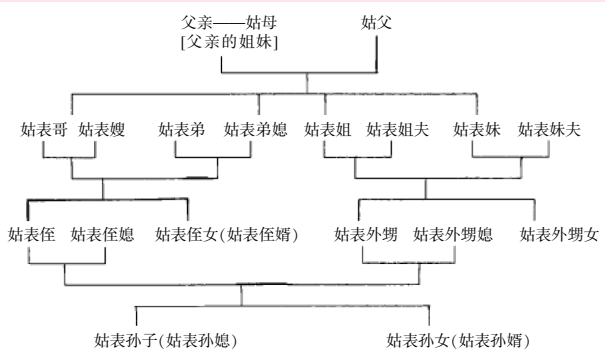 父亲——姑母 姑父
[父亲的姐妹]
姑表哥 姑表嫂 姑表弟 姑表弟媳 姑表姐 姑表姐夫 姑表妹 姑表妹夫
姑表侄 姑表侄媳 姑表侄女(姑表侄婿) 姑表外甥 姑表外甥媳 姑表外甥女
姑表孙子(姑表孙媳) 姑表孙女(姑表孙婿)